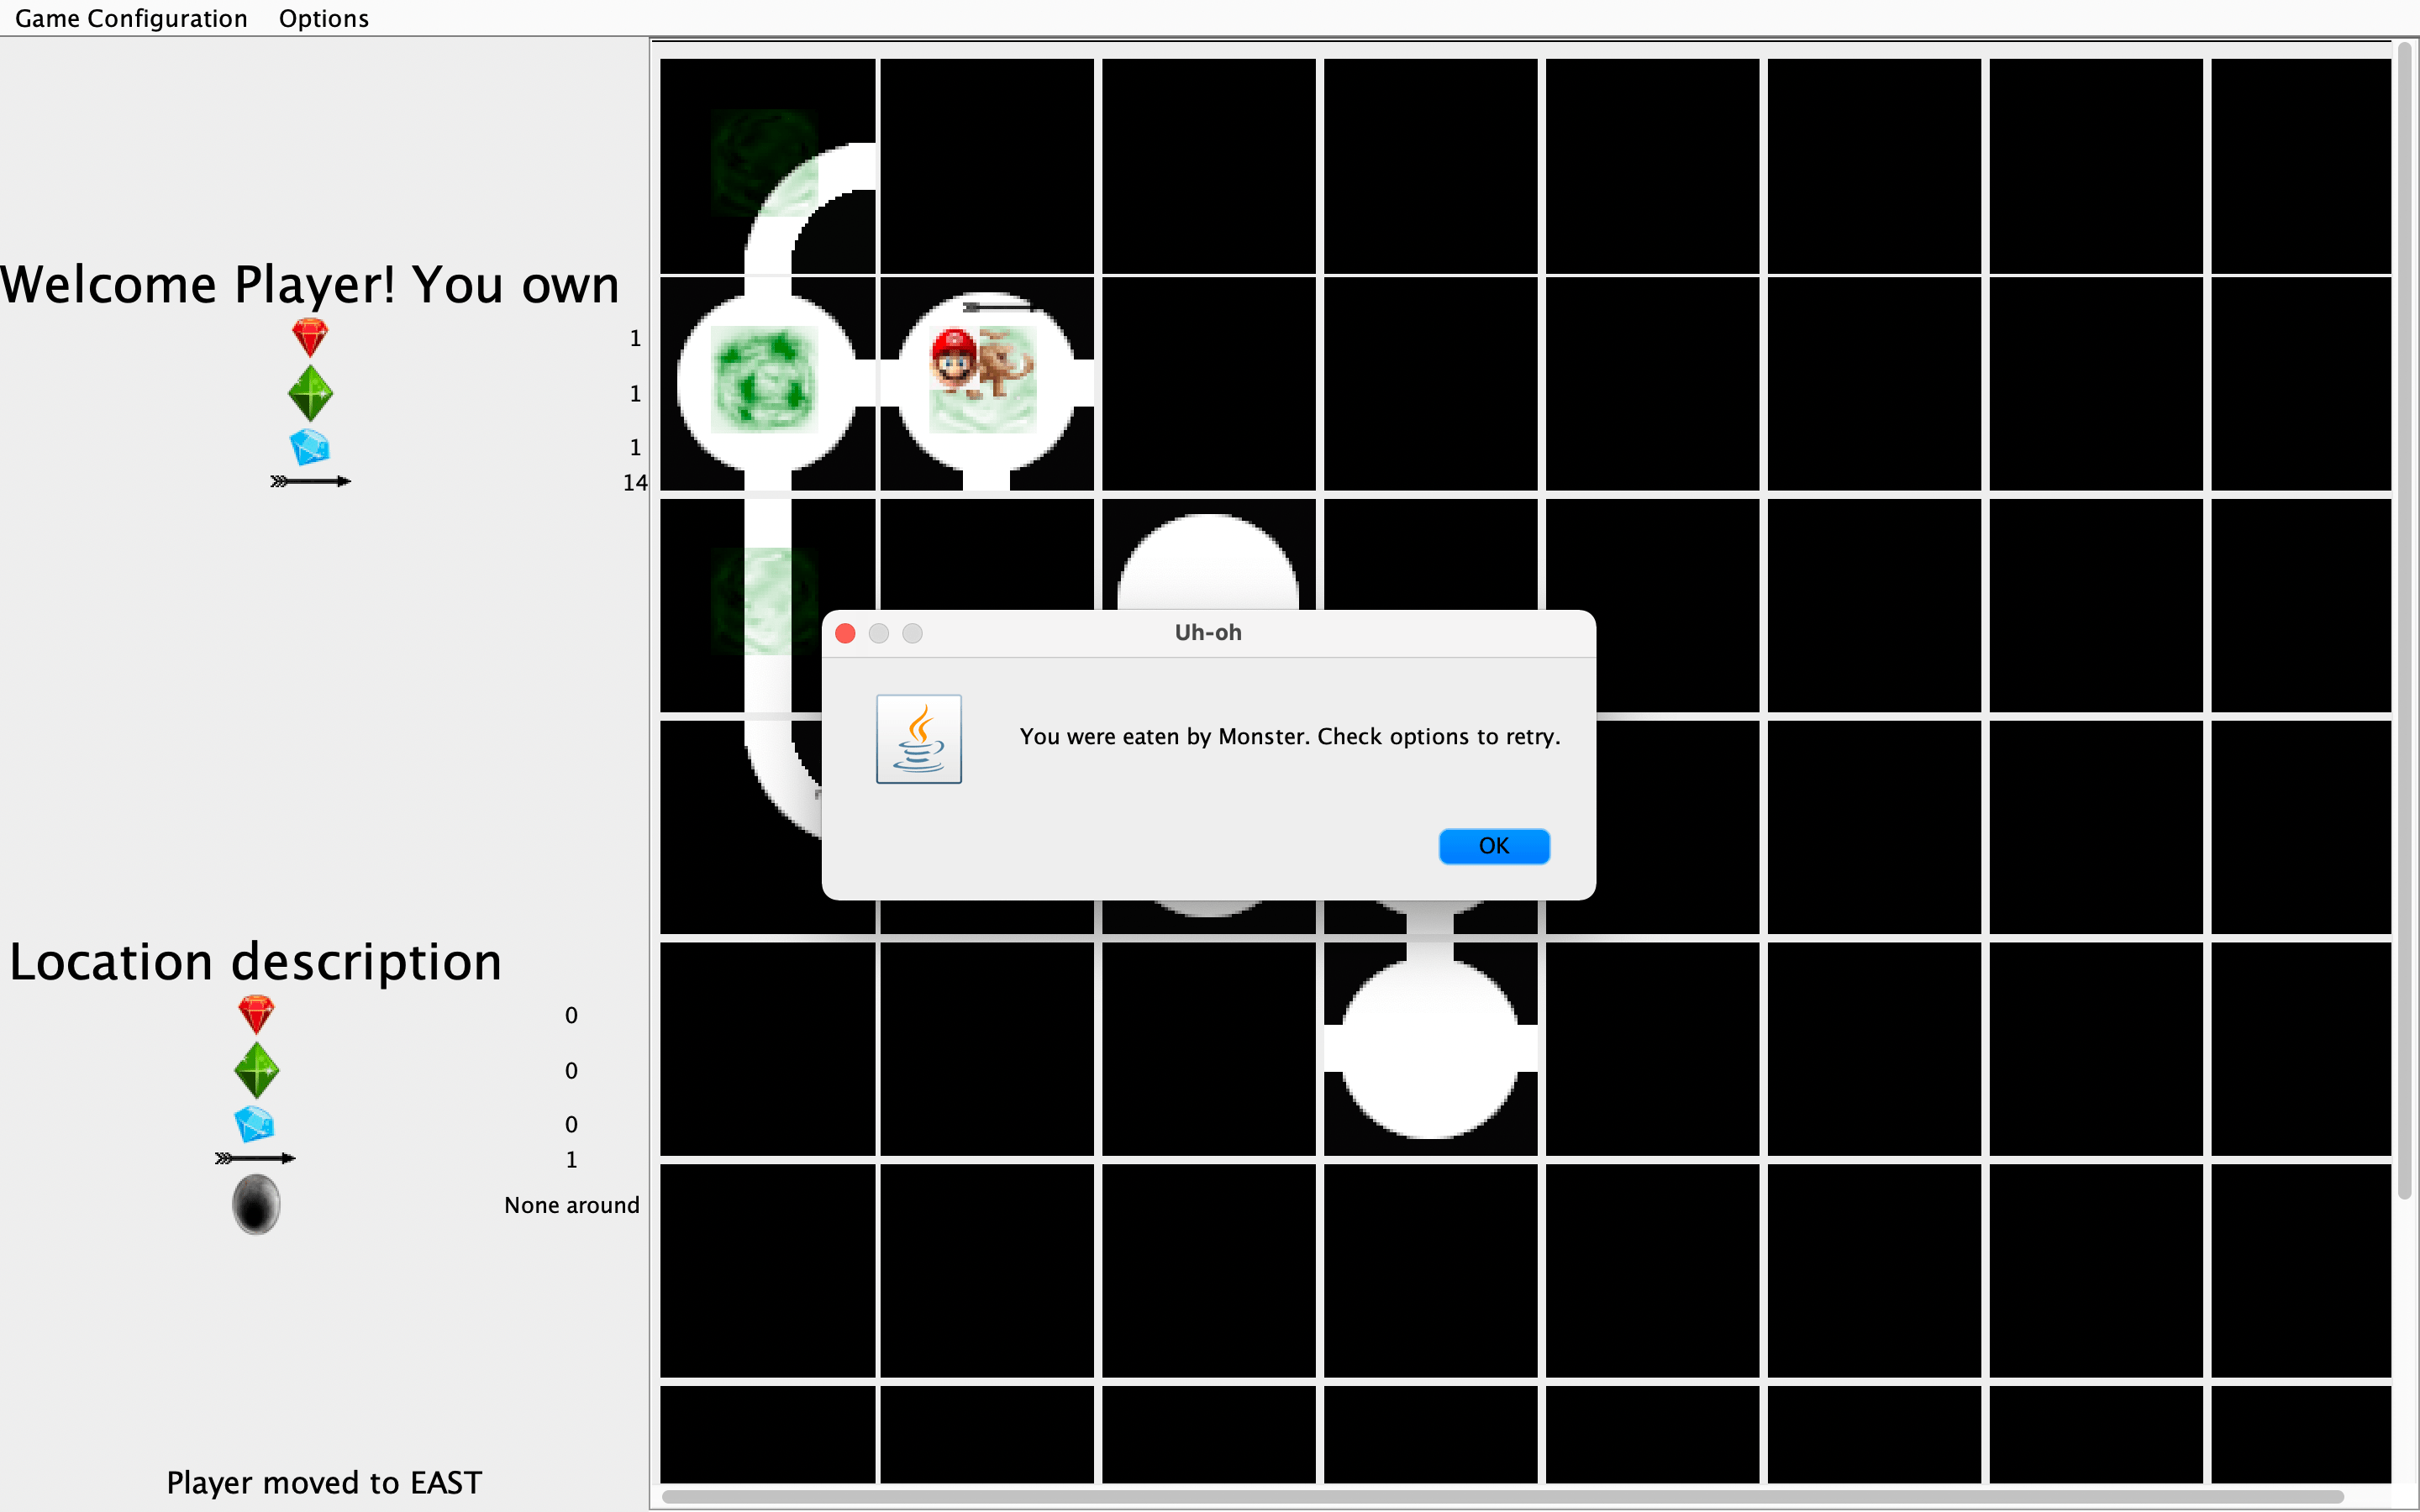 Game Configuration Options
Welcome Player! You own
1
1
1
14
Uh-oh
You were eaten by Monster. Check options to retry.
OK
Location description
0
0
0
1
None around
Player moved to EAST